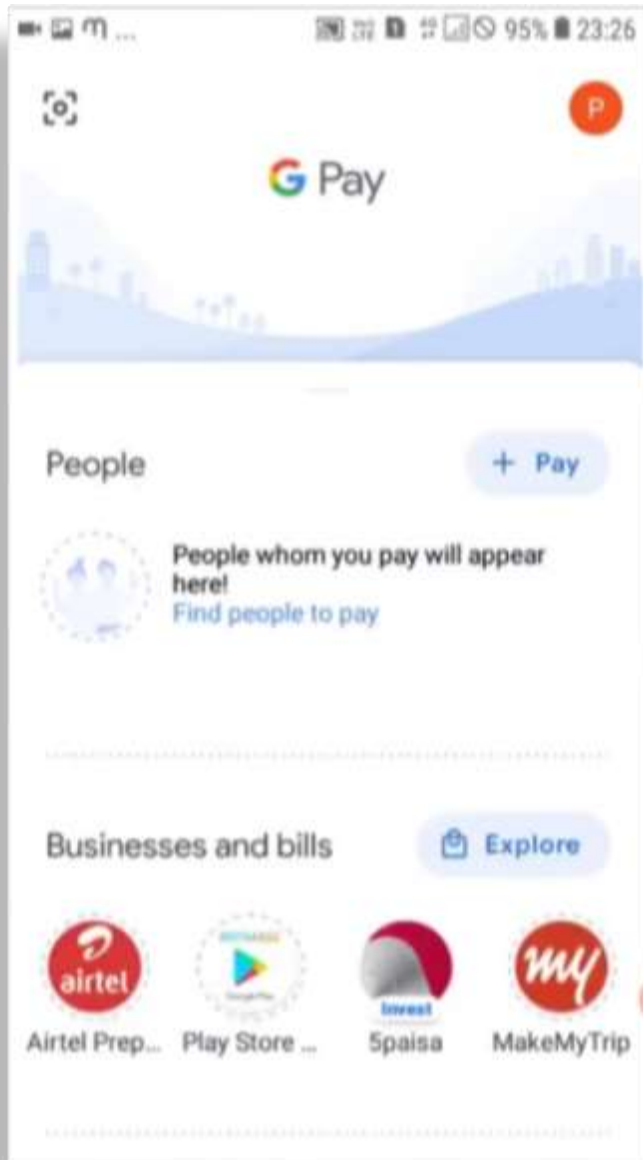 95% 23:26
P
G Pay
People
+ Pay
People whom you pay will appear
here!
Find people to pay
Businesses and bills
Explore
airtel
Invest
my
Airtel Prep...
Play Store ...
5paisa
MakeMyTrip